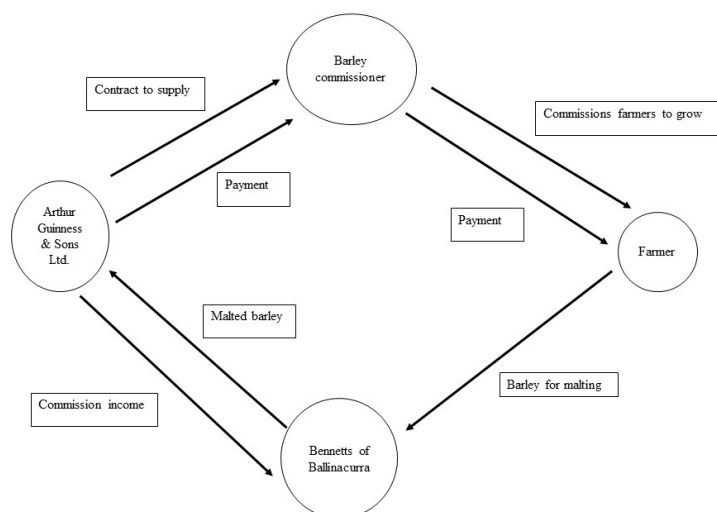 Barley
commissioner
Contract to supply
Commissions farmers to grow
Payment
Payment
Arthur
Guinness
& Sons
Ltd.
Farmer
Malted barley
Barley for malting
Commission income
Bennetts of
Ballinacurra